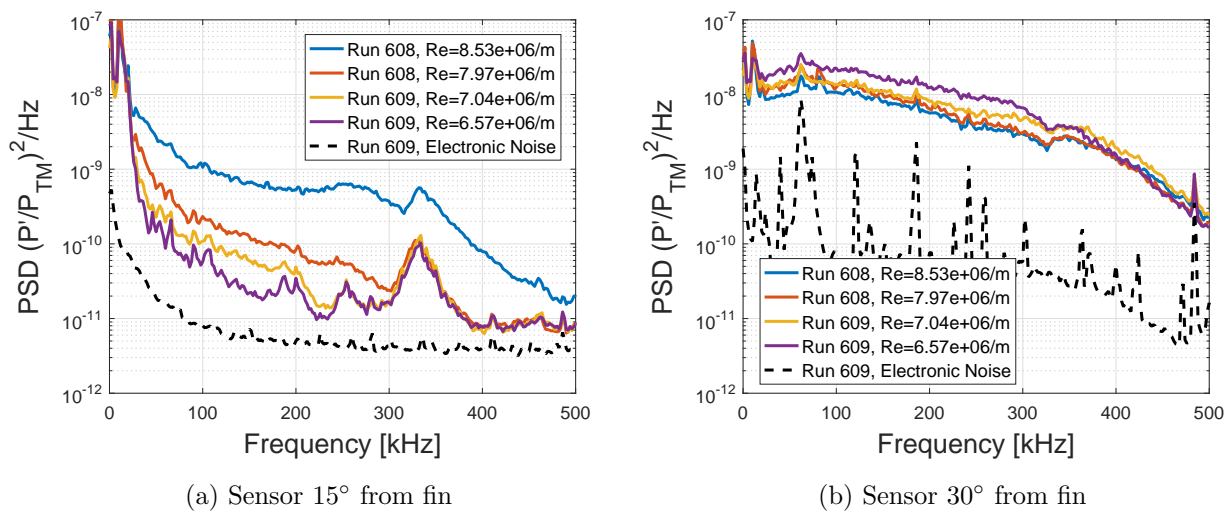 10^-7
10^-8
10^-9
10^-10
10^-11
10^-12
PSD (P'/P_TM)^2/Hz
Run 608, Re=8.53e+06/m
Run 608, Re=7.97e+06/m
Run 609, Re=7.04e+06/m
Run 609, Re=6.57e+06/m
Run 609, Electronic Noise
0 100 200 300 400 500
Frequency [kHz]
(a) Sensor 15° from fin
10^-7
10^-8
10^-9
10^-10
10^-11
10^-12
PSD (P'/P_TM)^2/Hz
Run 608, Re=8.53e+06/m
Run 608, Re=7.97e+06/m
Run 609, Re=7.04e+06/m
Run 609, Re=6.57e+06/m
Run 609, Electronic Noise
0 100 200 300 400 500
Frequency [kHz]
(b) Sensor 30° from fin